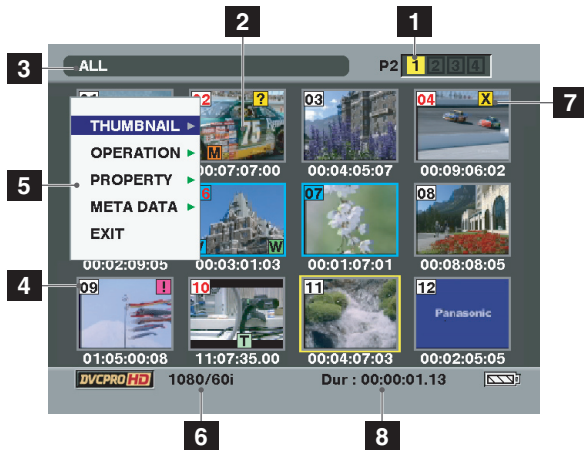 1
2
3
ALL
P2 1 2 3 4
02 ? 75 M
03
04 X
7
THUMBNAIL
00:07:07:00 00:04:05:07 00:09:06:02
OPERATION
5
PROPERTY
07
08
META DATA
W
EXIT
00:02:09:05 00:03:01:03 00:01:07:01 00:08:08:05
4
09 !
10 T
11
12 Panasonic
01:05:00:08 11:07:35.00 00:04:07:03 00:02:05:05
DVCPRO HD 1080/60i Dur : 00:00:01.13
6
8